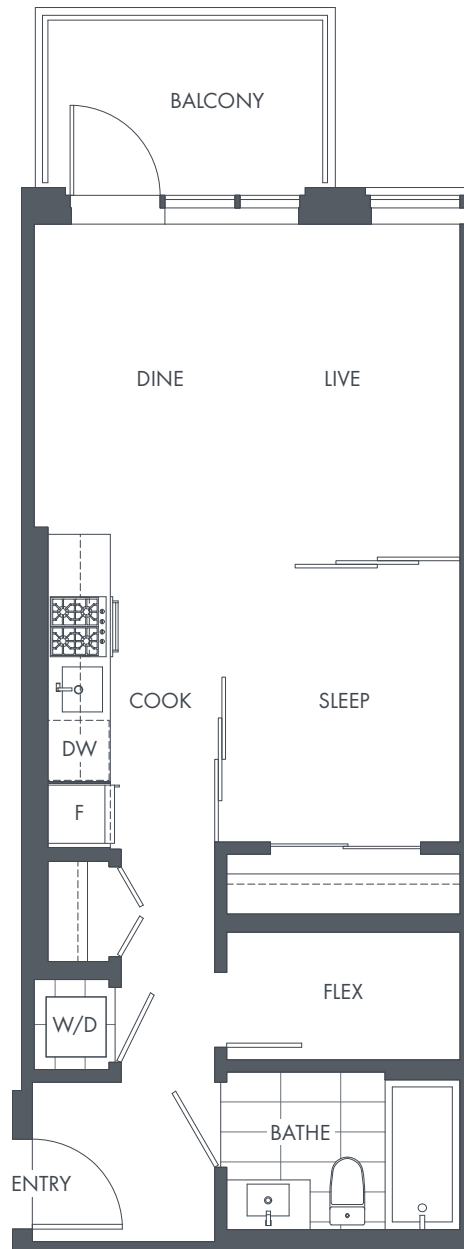 BALCONY
DINE LIVE
COOK SLEEP
DW
F
FLEX
W/D
BATHE
ENTRY